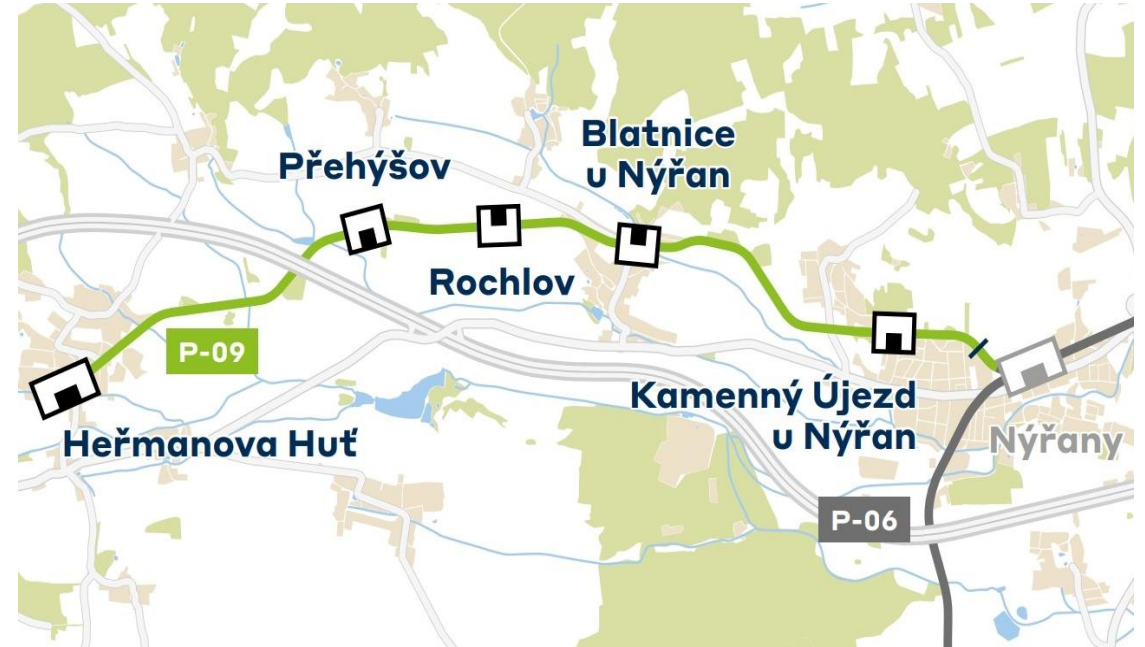 Blatnice
u Nýřan
Přehýšov
Rochlov
P-09
Kamenný Újezd
u Nýřan
Heřmanova Huť
Nýřany
P-06